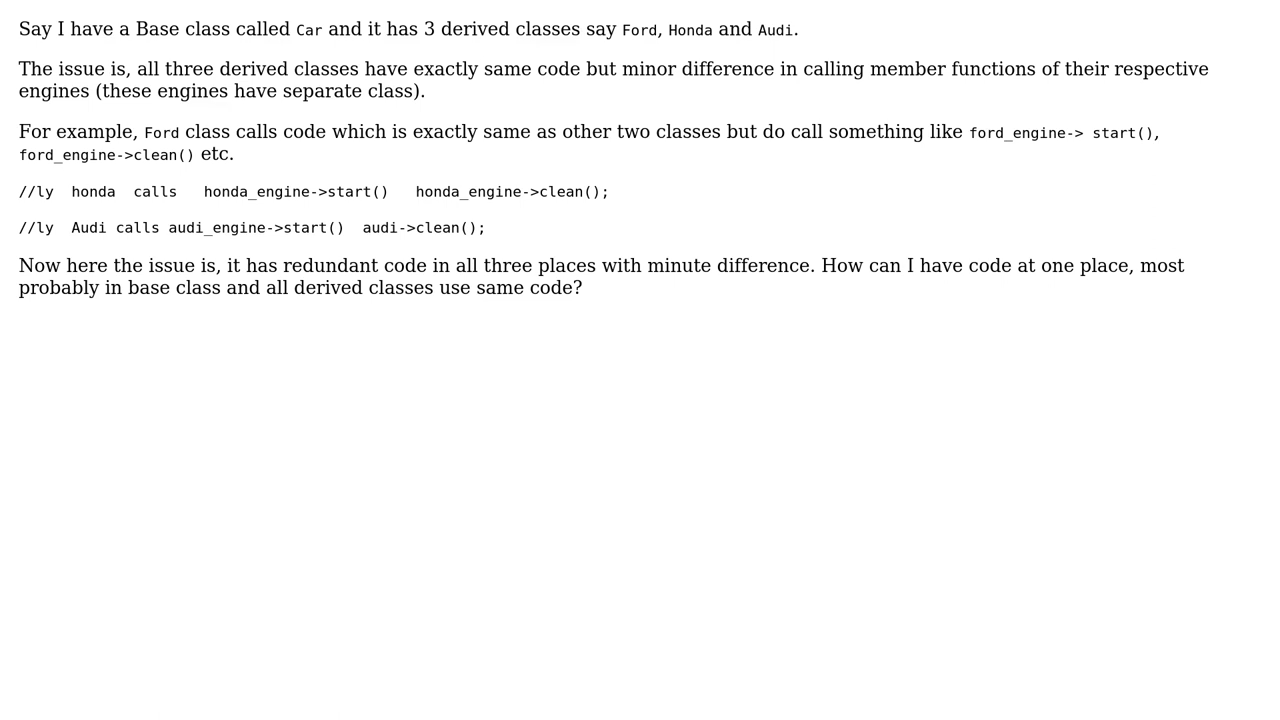 Say I have a Base class called Car and it has 3 derived classes say Ford, Honda and Audi.
The issue is, all three derived classes have exactly same code but minor difference in calling member functions of their respective
engines (these engines have separate class).
For example, Ford class calls code which is exactly same as other two classes but do call something like ford_engine-> start(),
ford_engine->clean() etc.
//ly  honda  calls   honda_engine->start()   honda_engine->clean();
//ly  Audi calls audi_engine->start()  audi->clean();
Now here the issue is, it has redundant code in all three places with minute difference. How can I have code at one place, most
probably in base class and all derived classes use same code?